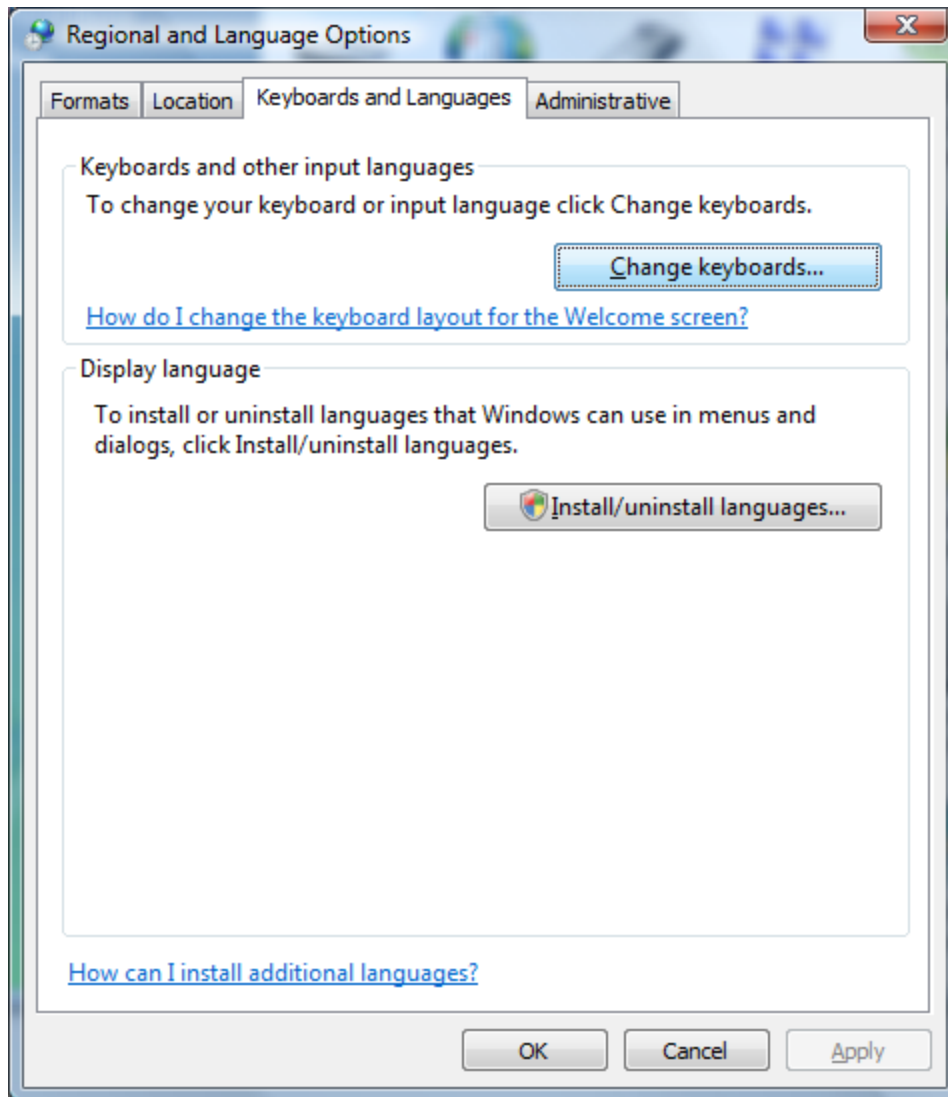 Regional and Language Options
Formats Location Keyboards and Languages Administrative
Keyboards and other input languages
To change your keyboard or input language click Change keyboards.
Change keyboards...
How do I change the keyboard layout for the Welcome screen?
Display language
To install or uninstall languages that Windows can use in menus and
dialogs, click Install/uninstall languages.
Install/uninstall languages...
How can I install additional languages?
OK Cancel Apply